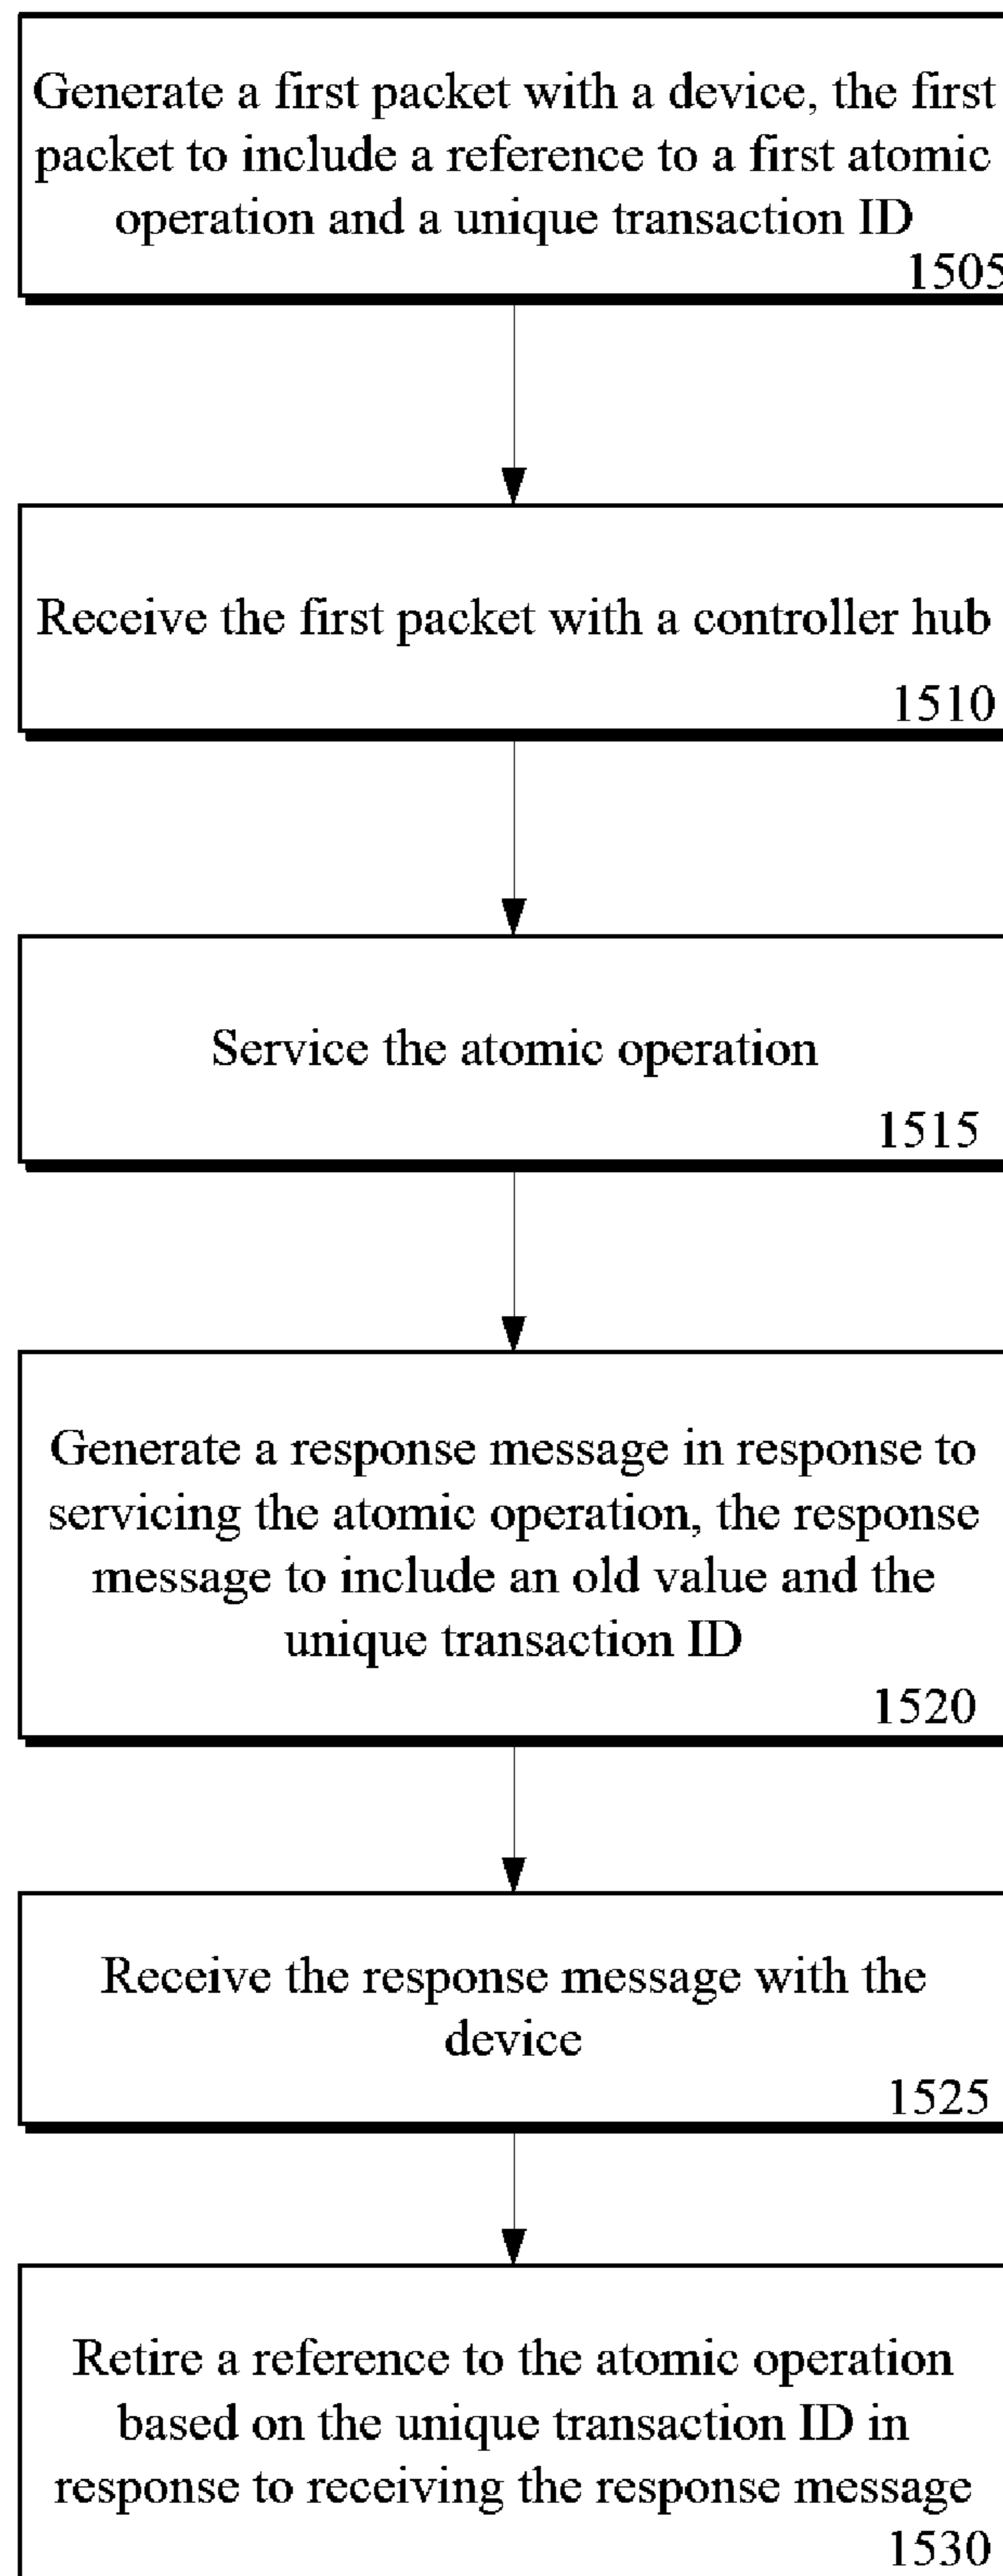 Generate a first packet with a device, the first
packet to include a reference to a first atomic
operation and a unique transaction ID
1505
Receive the first packet with a controller hub
1510
Service the atomic operation
1515
Generate a response message in response to
servicing the atomic operation, the response
message to include an old value and the
unique transaction ID
1520
Receive the response message with the
device
1525
Retire a reference to the atomic operation
based on the unique transaction ID in
response to receiving the response message
1530